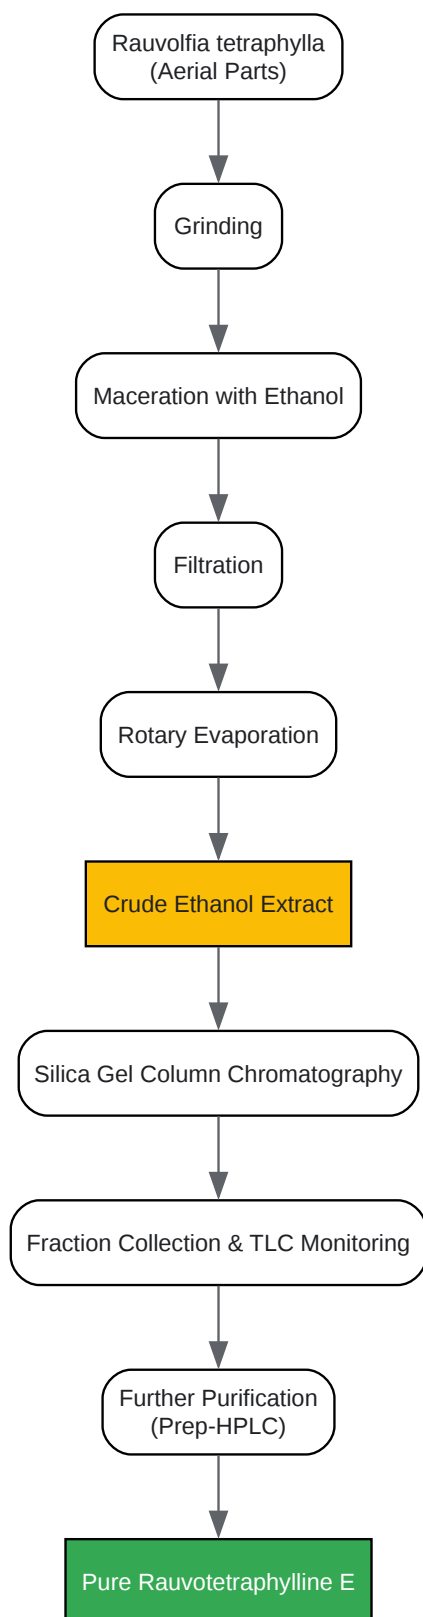 Rauvolfia tetraphylla
(Aerial Parts)
Grinding
Maceration with Ethanol
Filtration
Rotary Evaporation
Crude Ethanol Extract
Silica Gel Column Chromatography
Fraction Collection & TLC Monitoring
Further Purification
(Prep-HPLC)
Pure Rauvotetraphylline E